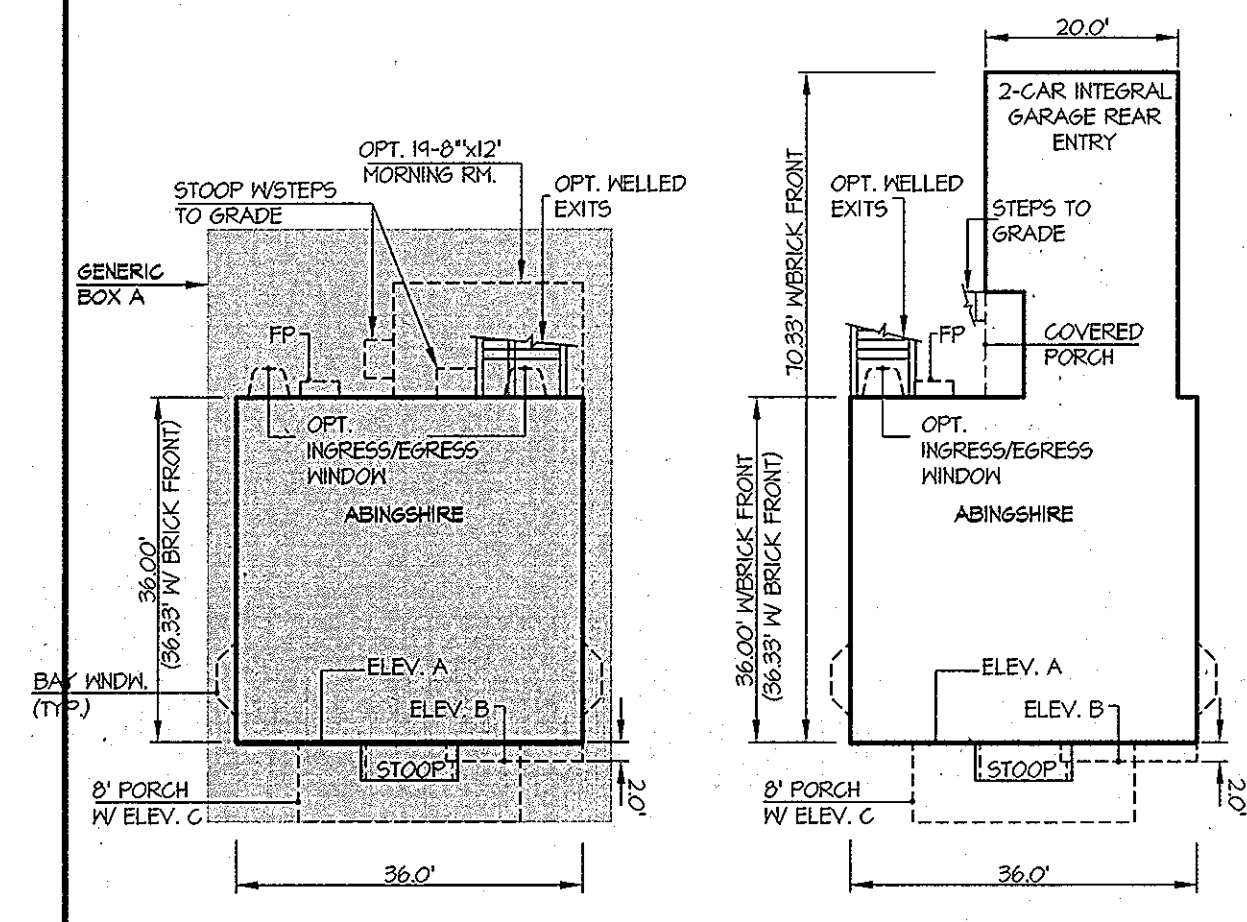 20.0'
2-CAR INTEGRAL
GARAGE REAR
ENTRY
OPT. 19-8"x12'
MORNING RM.
STOOP W/STEPS
TO GRADE
OPT. WELLED
EXITS
GENERIC
BOX A
FP
OPT.
INGRESS/EGRESS
WINDOW
ABINGSHIRE
36.00'
(36.33' W/ BRICK FRONT)
ELEV. A
ELEV. B
BAY WNDW.
(TYP.)
STOOP
8' PORCH
W/ ELEV. C
2.0'
36.0'
70.33' W/BRICK FRONT
OPT. WELLED
EXITS
STEPS TO
GRADE
FP
COVERED
PORCH
OPT.
INGRESS/EGRESS
WINDOW
ABINGSHIRE
36.00' W/BRICK FRONT
(36.33' W/ BRICK FRONT)
ELEV. A
ELEV. B
STOOP
8' PORCH
W/ ELEV. C
2.0'
36.0'